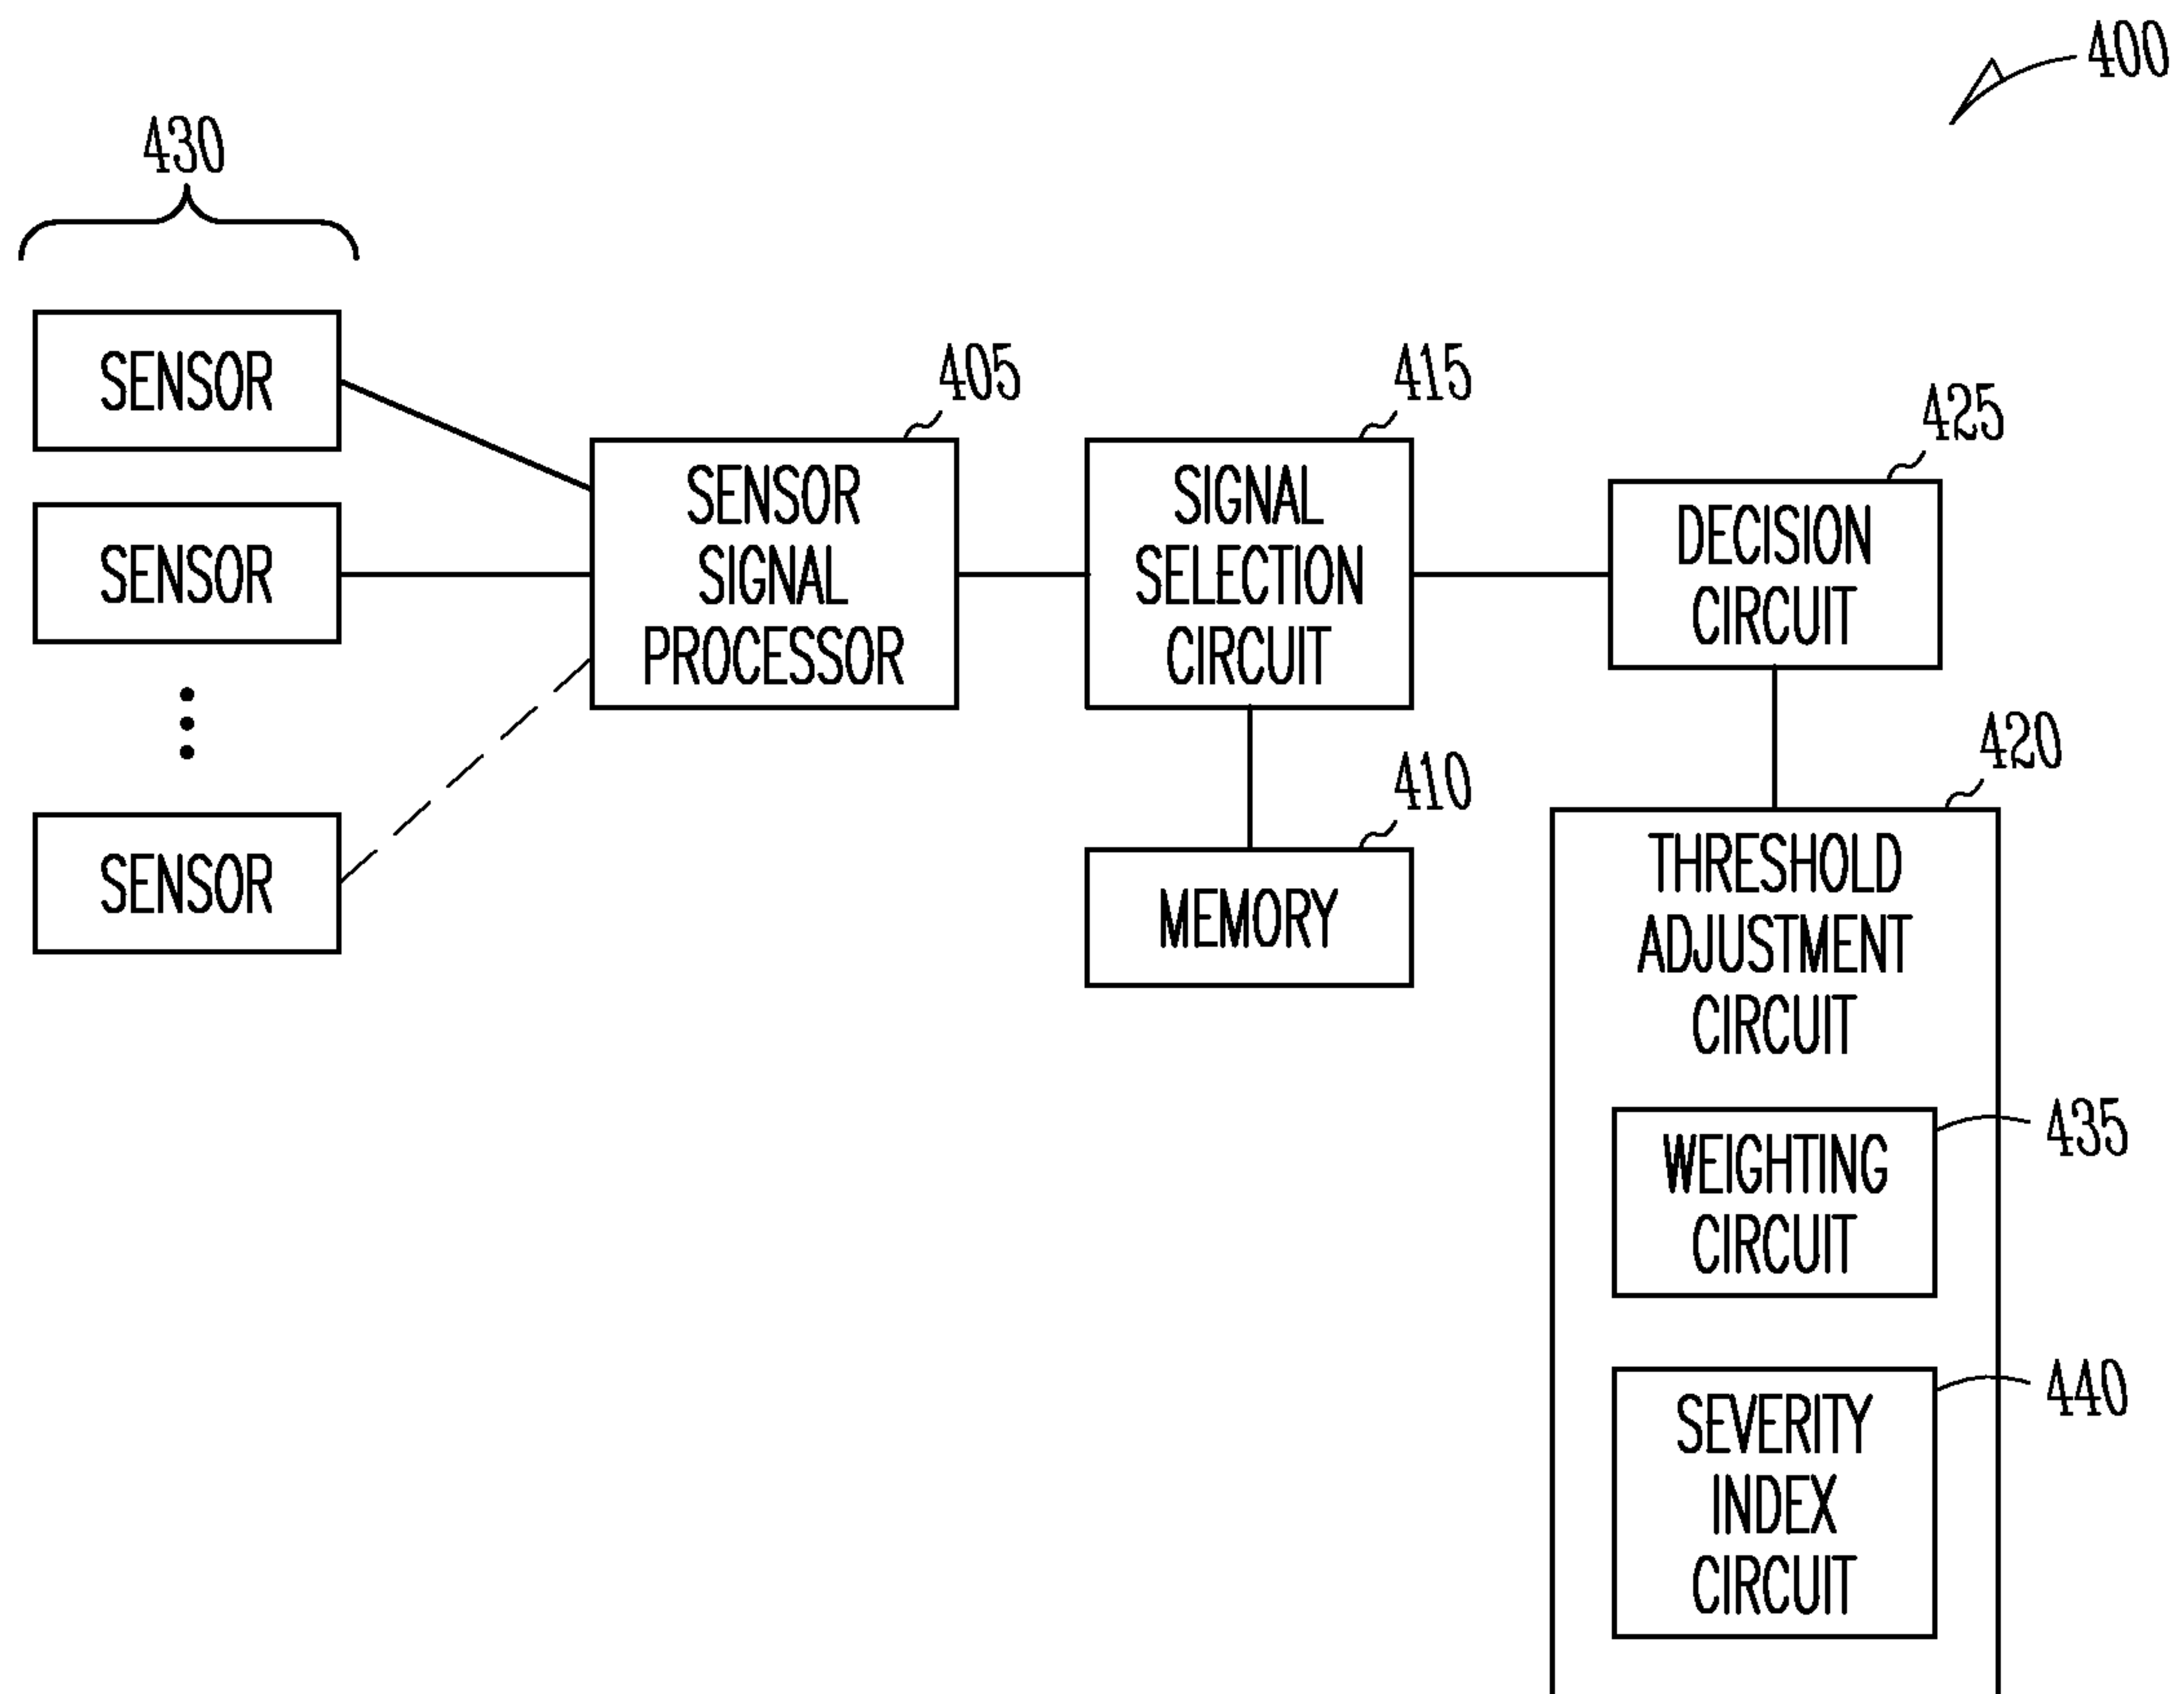 400
430
SENSOR
SENSOR
SENSOR
405
SENSOR
SIGNAL
PROCESSOR
415
SIGNAL
SELECTION
CIRCUIT
410
MEMORY
425
DECISION
CIRCUIT
420
THRESHOLD
ADJUSTMENT
CIRCUIT
435
WEIGHTING
CIRCUIT
440
SEVERITY
INDEX
CIRCUIT